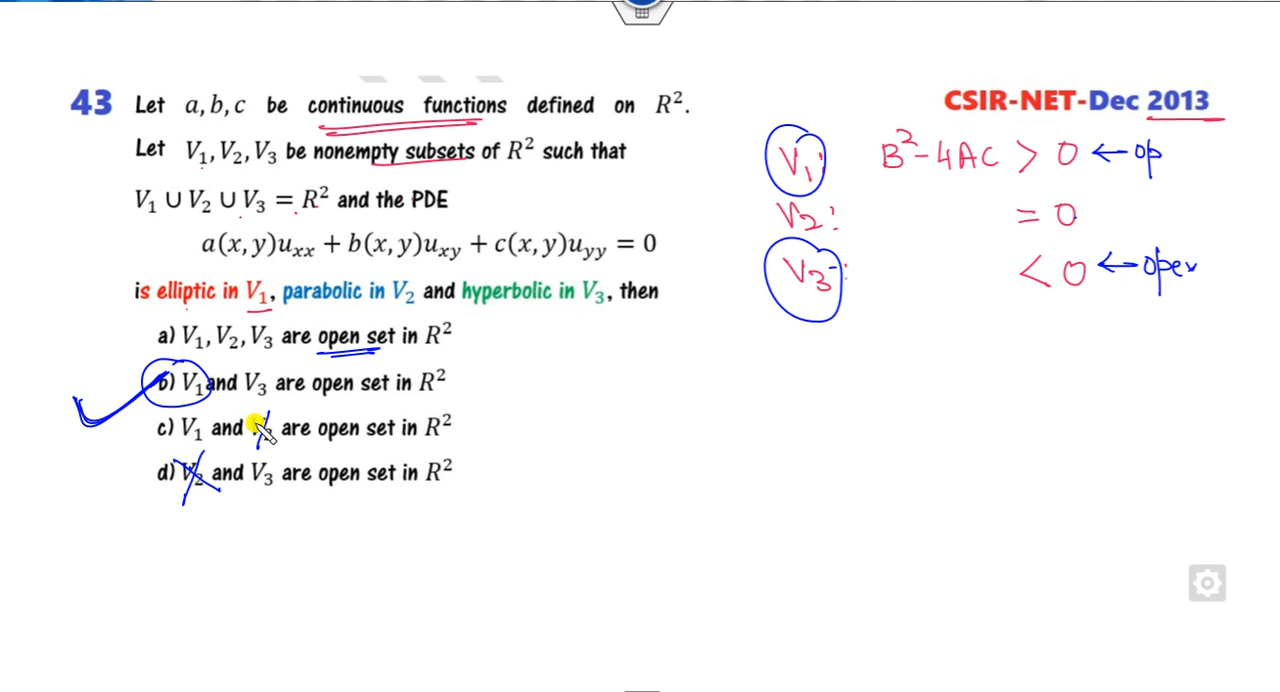 43 Let a, b, c be continuous functions defined on R².
Let V₁, V₂, V₃ be nonempty subsets of R² such that
V₁ ∪ V₂ ∪ V₃ = R² and the PDE
a(x, y)uₓₓ + b(x, y)uₓᵧ + c(x, y)uᵧᵧ = 0
is elliptic in V₁, parabolic in V₂ and hyperbolic in V₃, then
a) V₁, V₂, V₃ are open set in R²
b) V₁ and V₃ are open set in R²
c) V₁ and are open set in R²
d) V₂ and V₃ are open set in R²
CSIR-NET-Dec 2013
V₁: B²-4AC > 0 ← op
V₂: = 0
V₃: < 0 ← open